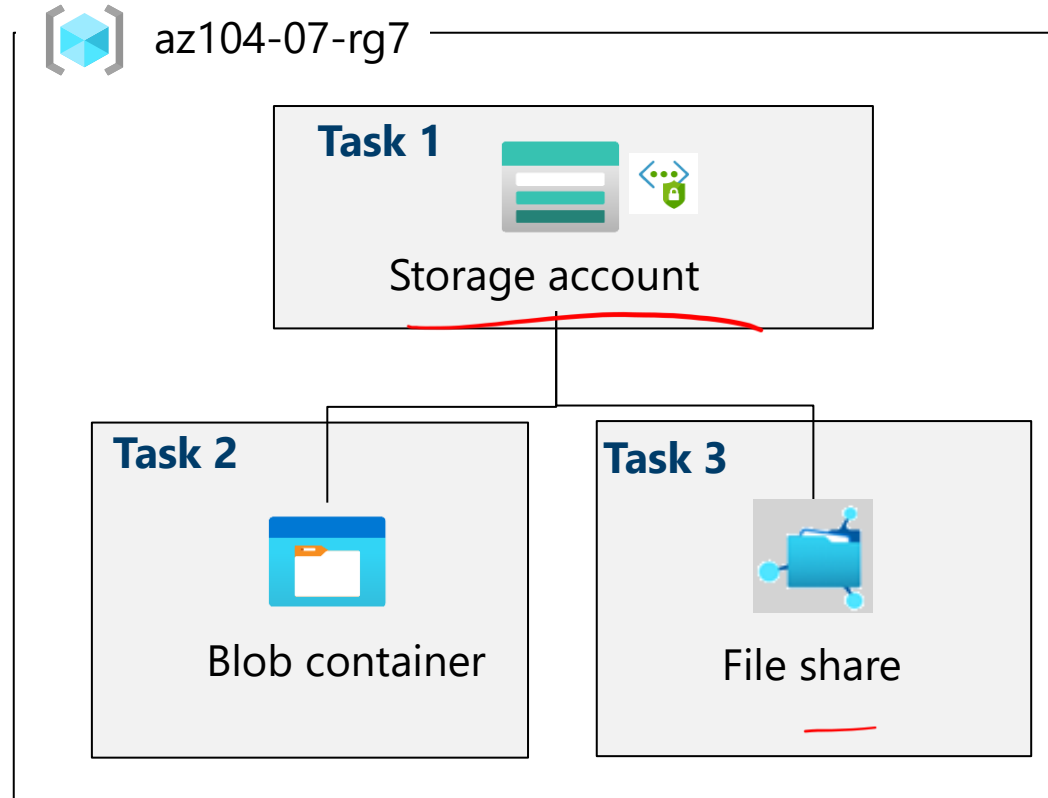 az104-07-rg7
Task 1
Storage account
Task 2
Blob container
Task 3
File share